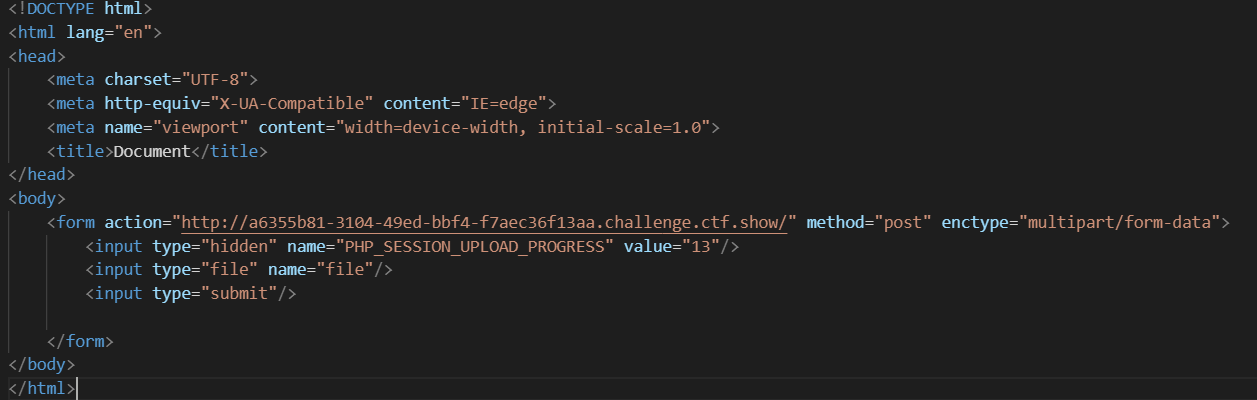 <!DOCTYPE html>
<html lang="en">
<head>
    <meta charset="UTF-8">
    <meta http-equiv="X-UA-Compatible" content="IE=edge">
    <meta name="viewport" content="width=device-width, initial-scale=1.0">
    <title>Document</title>
</head>
<body>
    <form action="http://a6355b81-3104-49ed-bbf4-f7aec36f13aa.challenge.ctf.show/" method="post" enctype="multipart/form-data">
        <input type="hidden" name="PHP_SESSION_UPLOAD_PROGRESS" value="13"/>
        <input type="file" name="file"/>
        <input type="submit"/>
    </form>
</body>
</html>